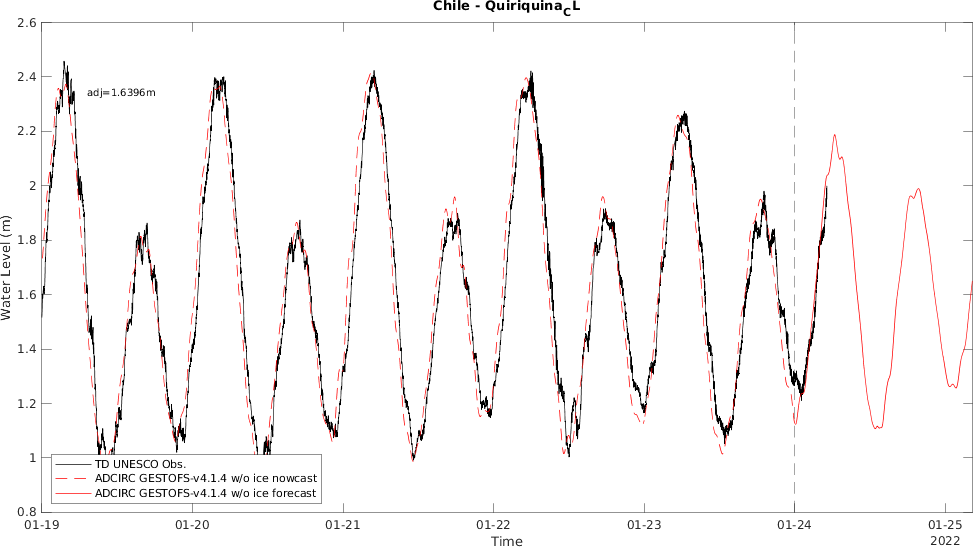 Chile - Quiriquina_CL
2.6
2.4
2.2
2
1.8
1.6
1.4
1.2
1
0.8
Water Level (m)
adj=1.6396m
TD UNESCO Obs.
ADCIRC GESTOFS-v4.1.4 w/o ice nowcast
ADCIRC GESTOFS-v4.1.4 w/o ice forecast
01-19 01-20 01-21 01-22 01-23 01-24 01-25
Time 2022